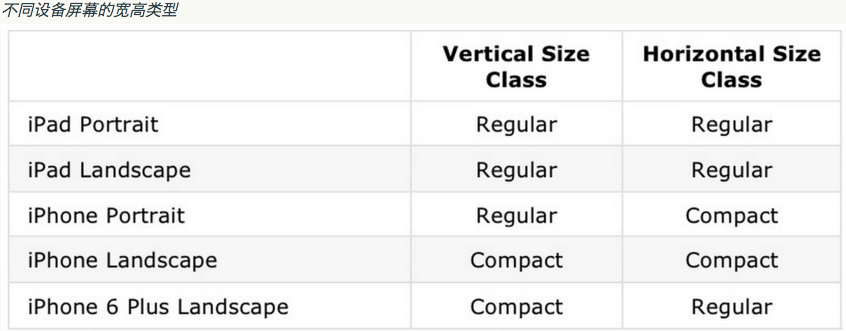 不同设备屏幕的宽高类型
Vertical Size Class Horizontal Size Class
iPad Portrait Regular Regular
iPad Landscape Regular Regular
iPhone Portrait Regular Compact
iPhone Landscape Compact Compact
iPhone 6 Plus Landscape Compact Regular